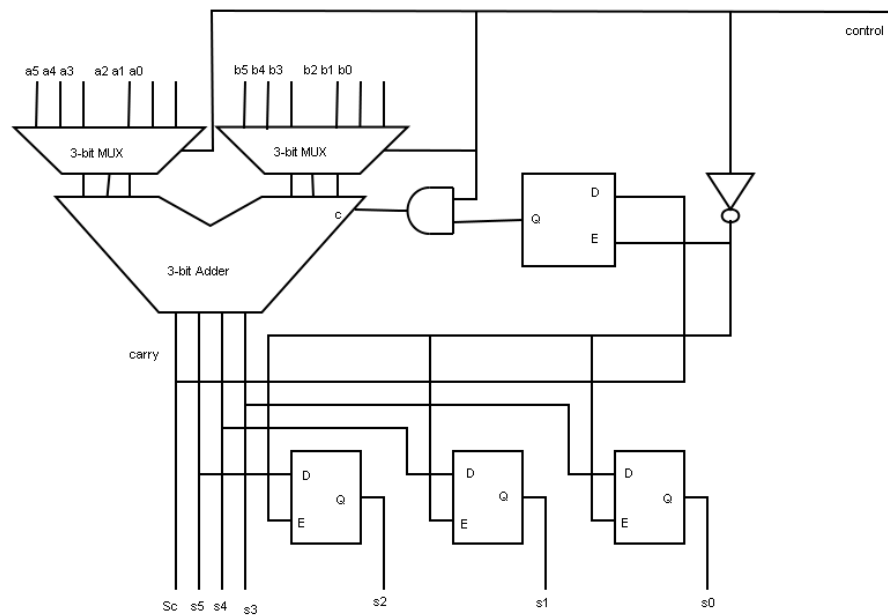 control
a5 a4 a3 a2 a1 a0
b5 b4 b3 b2 b1 b0
3-bit MUX
3-bit MUX
D
c
Q
E
3-bit Adder
carry
D
Q
E
D
Q
E
D
Q
E
Sc s5 s4 s3 s2 s1 s0